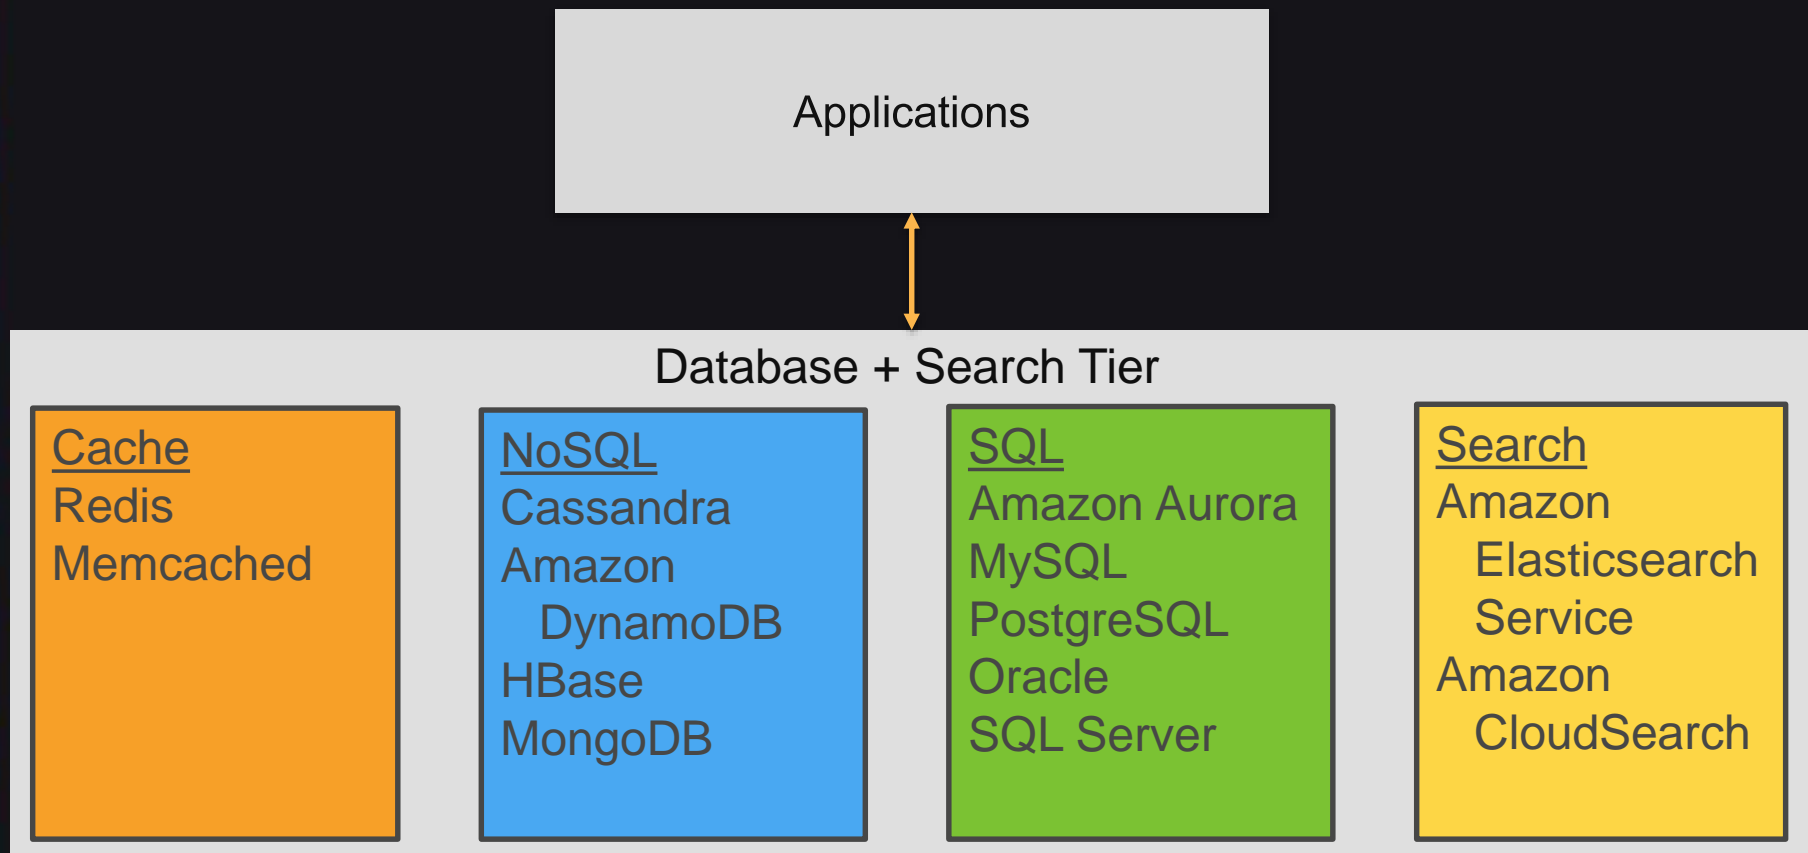 Applications
Database + Search Tier
Cache
Redis
Memcached
NoSQL
Cassandra
Amazon
DynamoDB
HBase
MongoDB
SQL
Amazon Aurora
MySQL
PostgreSQL
Oracle
SQL Server
Search
Amazon
Elasticsearch
Service
Amazon
CloudSearch